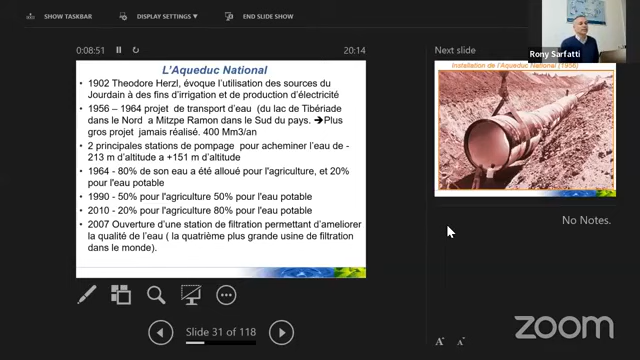 SHOW TASKBAR
DISPLAY SETTINGS ▼
END SLIDE SHOW
Rony Sarfatti
0:08:51
20:14
Next slide
L'Aqueduc National
• 1902 Theodore Herzl, évoque l'utilisation des sources du
Jourdain à des fins d'irrigation et de production d'électricité
• 1956 – 1964 projet de transport d'eau (du lac de Tibériade
dans le Nord a Mitzpe Ramon dans le Sud du pays. ➔Plus
gros projet jamais réalisé. 400 Mm3/an
• 2 principales stations de pompage pour acheminer l'eau de -
213 m d'altitude a +151 m d'altitude
• 1964 - 80% de son eau a été alloué pour l'agriculture, et 20%
pour l'eau potable
• 1990 - 50% pour l'agriculture 50% pour l'eau potable
• 2010 - 20% pour l'agriculture 80% pour l'eau potable
• 2007 Ouverture d'une station de filtration permettant d'ameliorer
la qualité de l'eau ( la quatrième plus grande usine de filtration
dans le monde).
Installation de l'Aqueduc National (1956)
No Notes.
Slide 31 of 118
A A
zoom